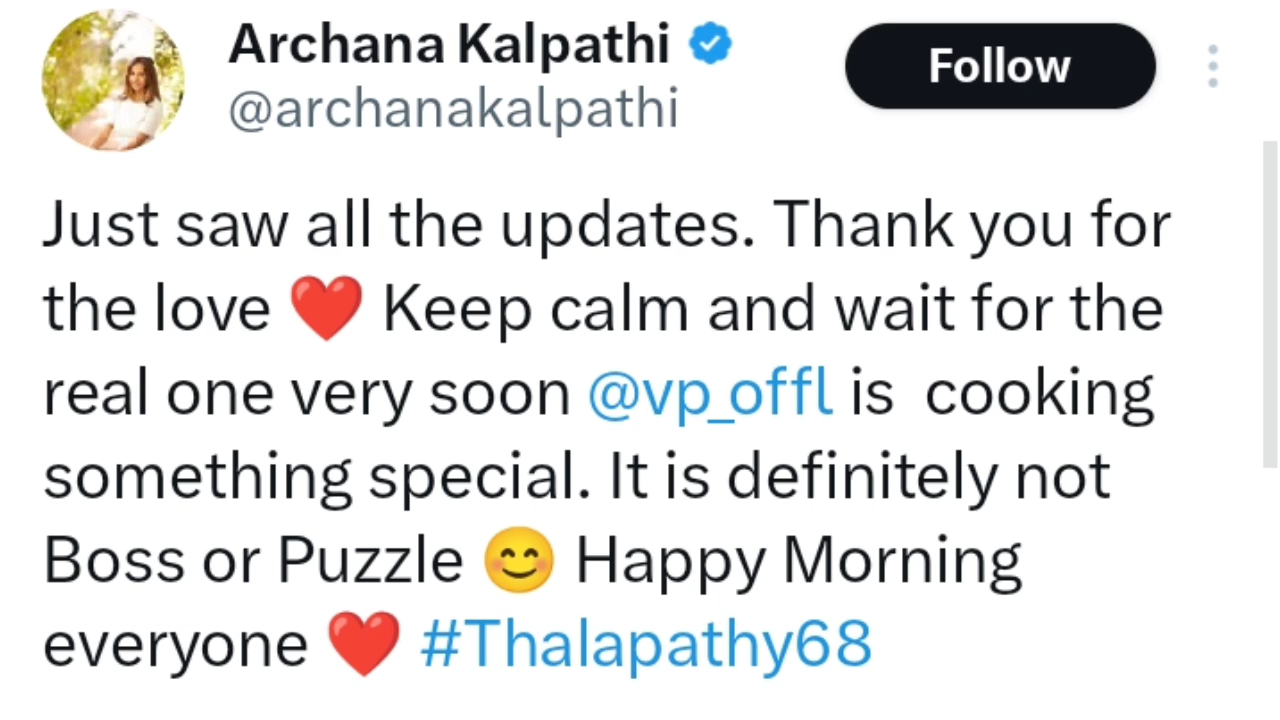 Archana Kalpathi
@archanakalpathi
Follow
Just saw all the updates. Thank you for
the love ❤️ Keep calm and wait for the
real one very soon @vp_offl is  cooking
something special. It is definitely not
Boss or Puzzle 😊 Happy Morning
everyone ❤️ #Thalapathy68